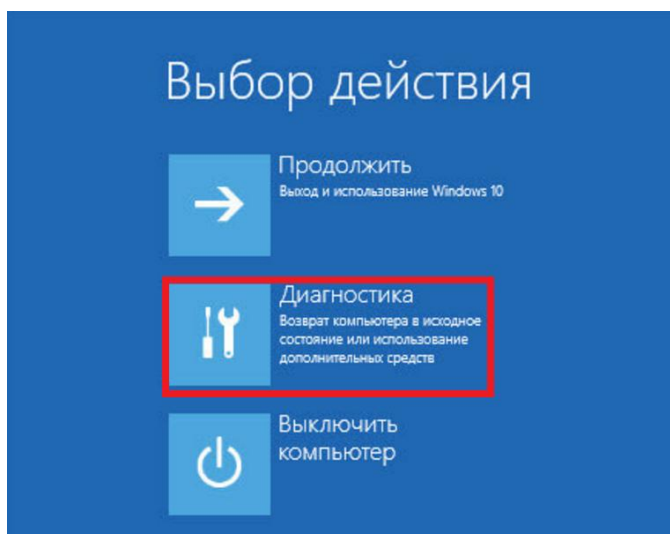 Выбор действия
Продолжить
Выход и использование Windows 10
Диагностика
Возврат компьютера в исходное
состояние или использование
дополнительных средств
Выключить
компьютер